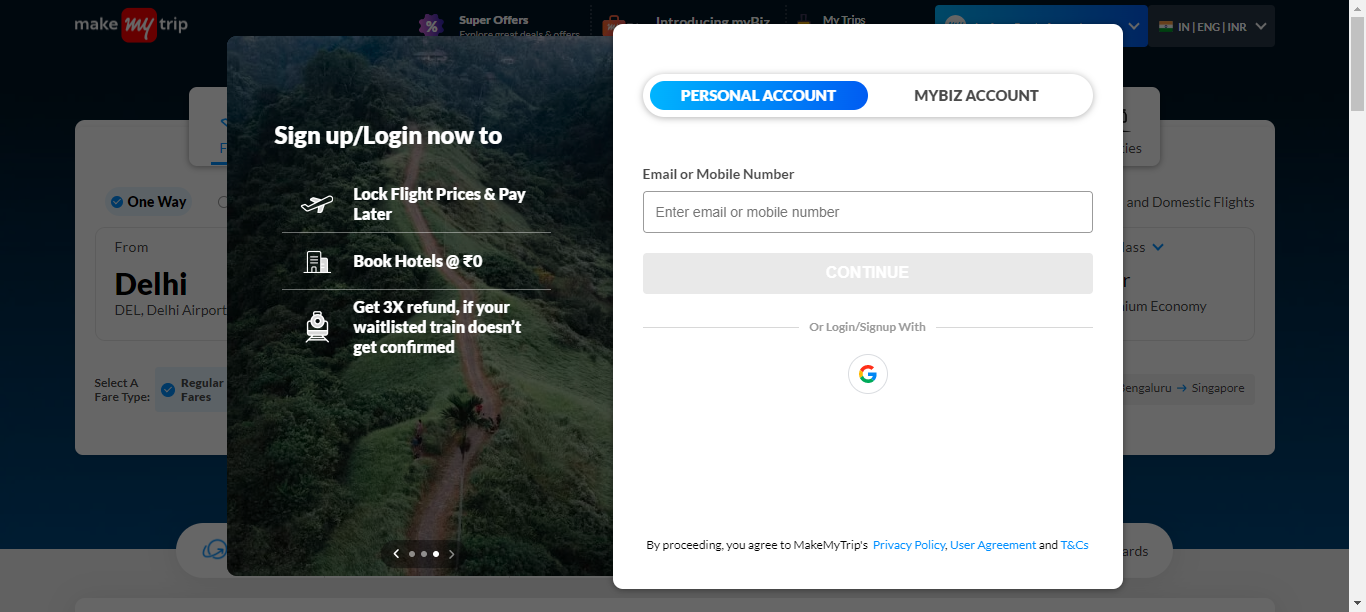 make my trip
Super Offers
Explore great deals & offers
Introducing myBiz
My Trips
IN | ENG | INR
Sign up/Login now to
Lock Flight Prices & Pay
Later
Book Hotels @ ₹0
Get 3X refund, if your
waitlisted train doesn't
get confirmed
PERSONAL ACCOUNT
MYBIZ ACCOUNT
Email or Mobile Number
Enter email or mobile number
CONTINUE
Or Login/Signup With
By proceeding, you agree to MakeMyTrip's Privacy Policy, User Agreement and T&Cs
One Way
From
Delhi
DEL, Delhi Airport
Select A
Fare Type:
Regular
Fares
and Domestic Flights
Economy
Singapore